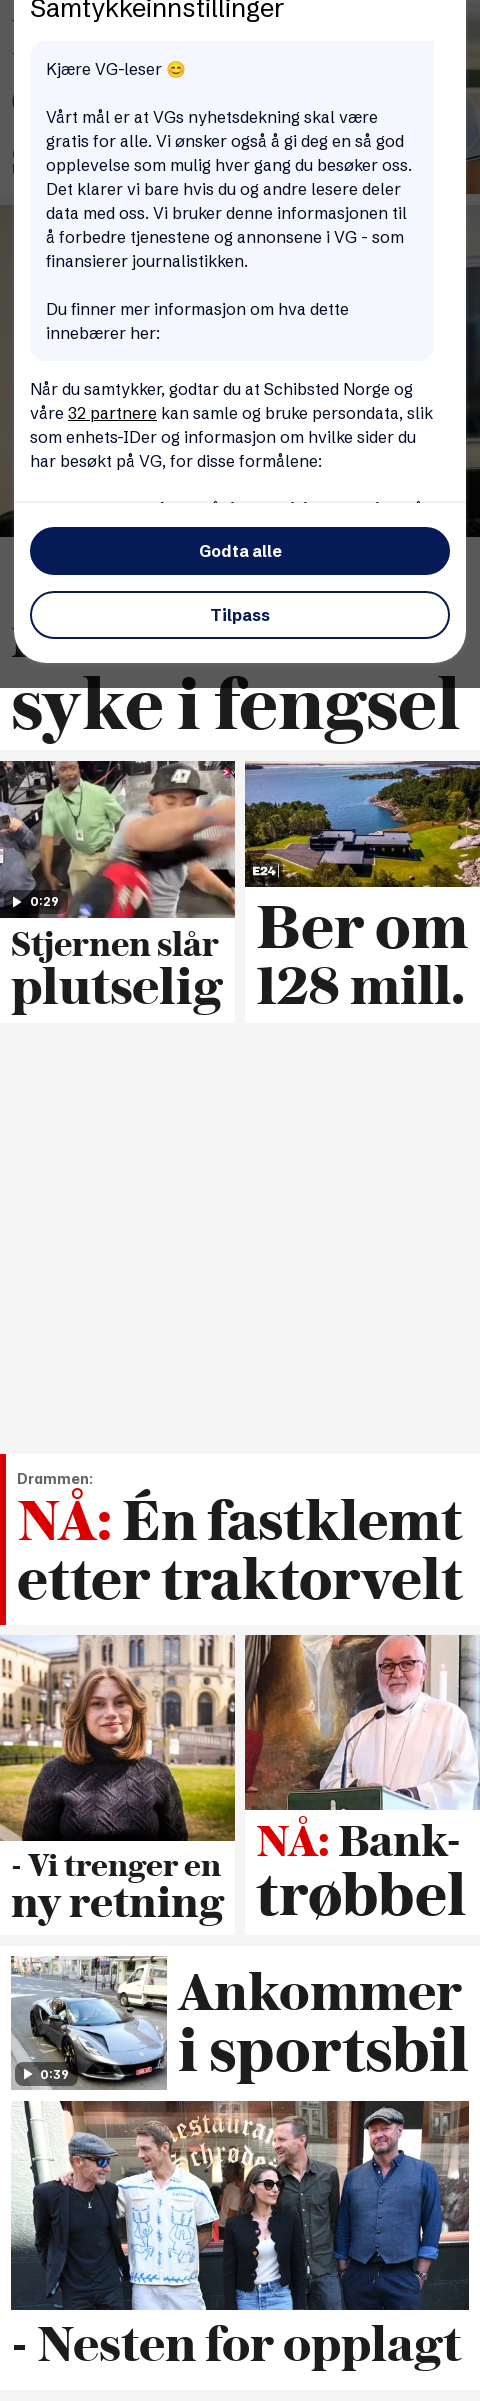 Samtykkeinnstillinger
Kjære VG-leser 😊
Vårt mål er at VGs nyhetsdekning skal være
gratis for alle. Vi ønsker også å gi deg en så god
opplevelse som mulig hver gang du besøker oss.
Det klarer vi bare hvis du og andre lesere deler
data med oss. Vi bruker denne informasjonen til
å forbedre tjenestene og annonsene i VG - som
finansierer journalistikken.
Du finner mer informasjon om hva dette
innebærer her:
Når du samtykker, godtar du at Schibsted Norge og
våre 32 partnere kan samle og bruke persondata, slik
som enhets-IDer og informasjon om hvilke sider du
har besøkt på VG, for disse formålene:
Godta alle
Tilpass
syke i fengsel
47
0:29
Stjernen slår
plutselig
E24
Ber om
128 mill.
Drammen:
NÅ: Én fastklemt
etter traktorvelt
- Vi trenger en
ny retning
NÅ: Bank-
trøbbel
0:39
Ankommer
i sportsbil
- Nesten for opplagt